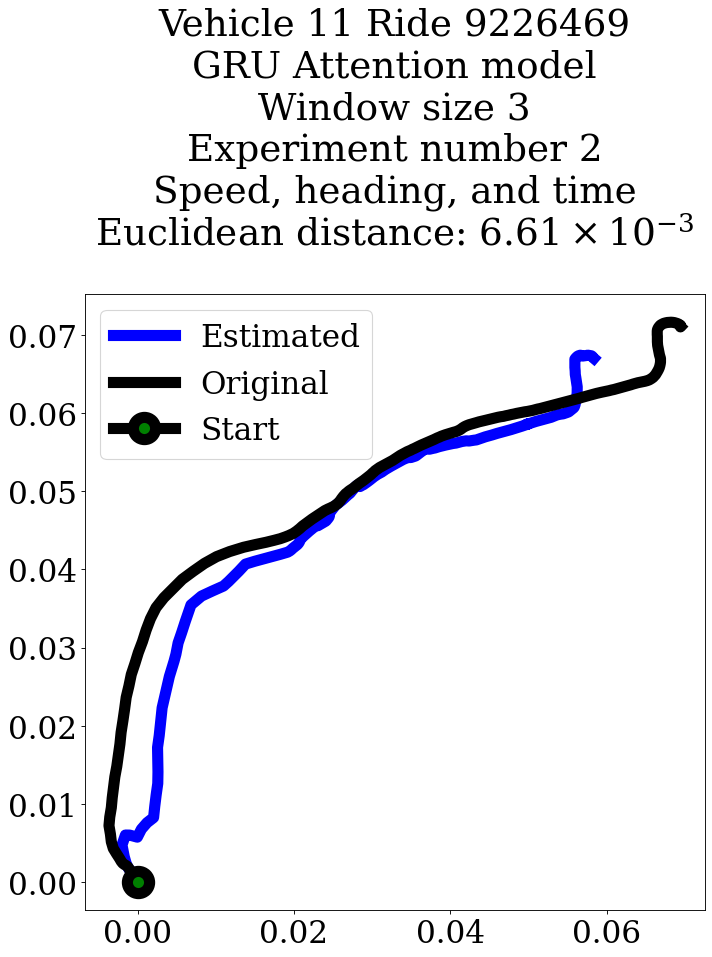 Vehicle 11 Ride 9226469
GRU Attention model
Window size 3
Experiment number 2
Speed, heading, and time
Euclidean distance: 6.61 × 10⁻³
Estimated
Original
Start
0.07
0.06
0.05
0.04
0.03
0.02
0.01
0.00
0.00 0.02 0.04 0.06